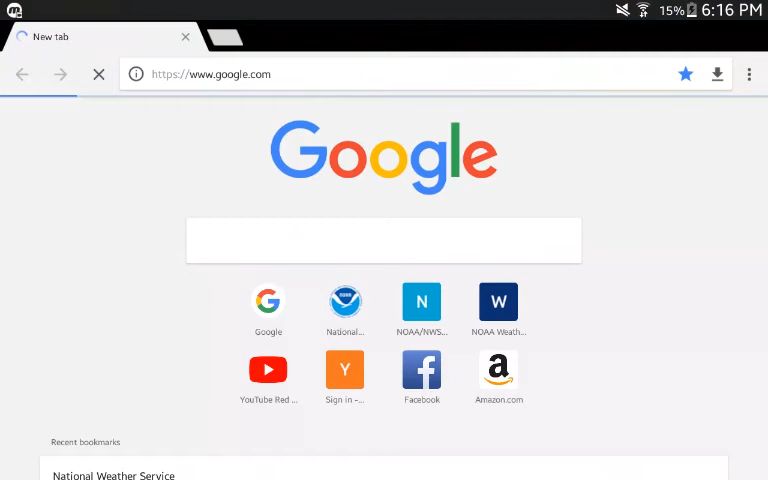 15% 6:16 PM
New tab
https://www.google.com
Google
Google National... NOAA/NWS... NOAA Weath...
YouTube Red ... Sign in -... Facebook Amazon.com
Recent bookmarks
National Weather Service